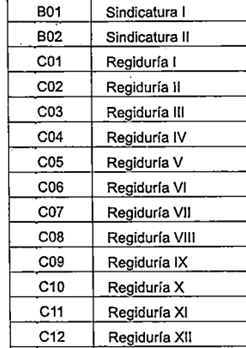 B01 Sindicatura I
B02 Sindicatura II
C01 Regiduría I
C02 Regiduría II
C03 Regiduría III
C04 Regiduría IV
C05 Regiduría V
C06 Regiduría VI
C07 Regiduría VII
C08 Regiduría VIII
C09 Regiduría IX
C10 Regiduría X
C11 Regiduría XI
C12 Regiduría XII